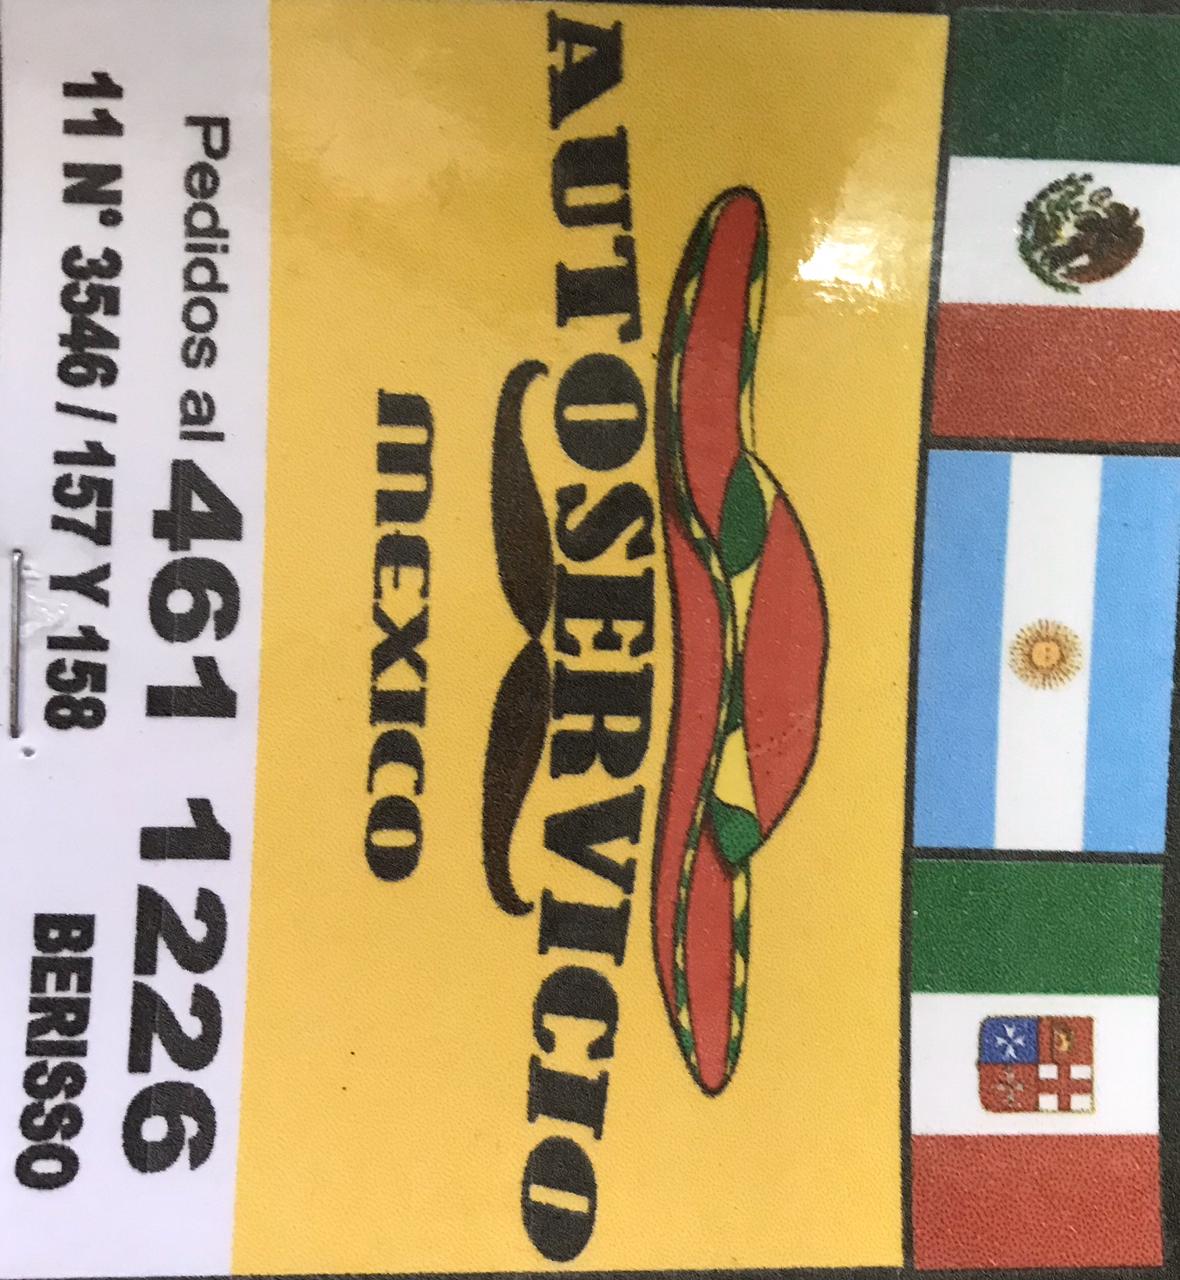 AUTOSERVICIO
MEXICO
Pedidos al 461 1226
11 N° 3546 / 157 Y 158 BERISSO